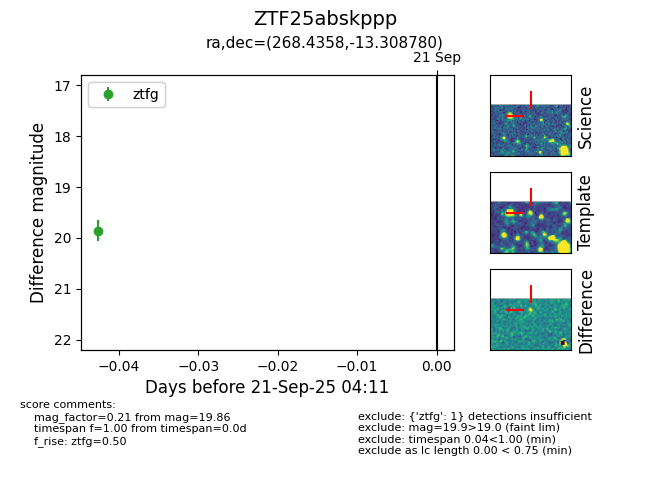 ZTF25abskppp
ra,dec=(268.4358,-13.308780)
21 Sep
ztfg
17
18
19
20
21
22
Difference magnitude
−0.04
−0.03
−0.02
−0.01
0.00
Days before 21-Sep-25 04:11
Science
Template
Difference
score comments:
mag_factor=0.21 from mag=19.86
timespan f=1.00 from timespan=0.0d
f_rise: ztfg=0.50
exclude: {'ztfg': 1} detections insufficient
exclude: mag=19.9>19.0 (faint lim)
exclude: timespan 0.04<1.00 (min)
exclude as lc length 0.00 < 0.75 (min)